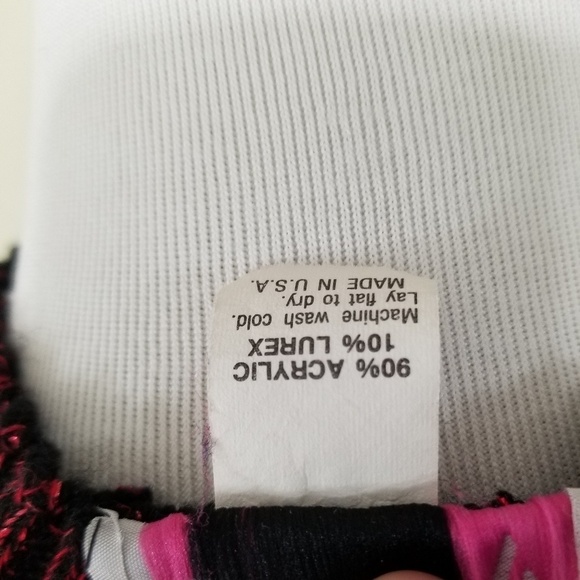 90% ACRYLIC
10% LUREX
Machine wash cold.
Lay flat to dry.
MADE IN U.S.A.